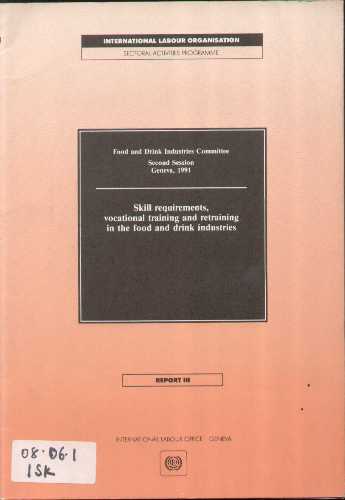 INTERNATIONAL LABOUR ORGANISATION
SECTORAL ACTIVITIES PROGRAMME
Food and Drink Industries Committee
Second Session
Geneva, 1991
Skill requirements,
vocational training and retraining
in the food and drink industries
REPORT III
INTERNATIONAL LABOUR OFFICE GENEVA
08·06·1
ISK